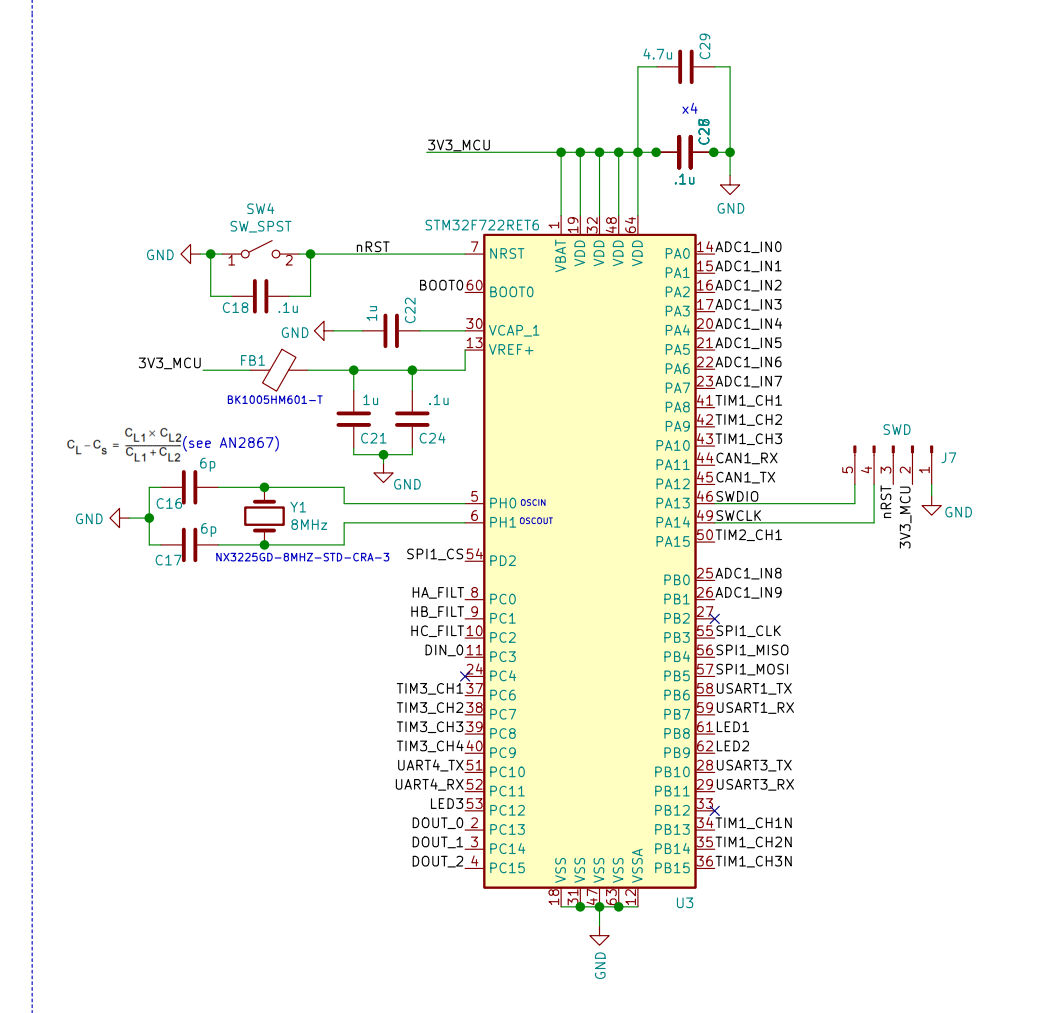 4.7u
C29
x4
.1u
3V3_MCU
GND
SW4
SW_SPST
GND
1
2
nRST
C18
.1u
STM32F722RET6
1
19
32
48
64
VBAT
VDD
VDD
VDD
VDD
7
NRST
BOOT0
60
BOOT0
GND
1u
C22
30
VCAP_1
13
VREF+
3V3_MCU
FB1
BK1005HM601-T
1u
C21
.1u
C24
GND
C_L - C_s = (C_L1 × C_L2) / (C_L1 + C_L2)
(see AN2867)
6p
C16
GND
6p
C17
Y1
8MHz
NX3225GD-8MHZ-STD-CRA-3
5
PH0
OSCIN
6
PH1
OSCOUT
SPI1_CS
54
PD2
HA_FILT
8
PC0
HB_FILT
9
PC1
HC_FILT
10
PC2
DIN_0
11
PC3
24
PC4
TIM3_CH1
37
PC6
TIM3_CH2
38
PC7
TIM3_CH3
39
PC8
TIM3_CH4
40
PC9
UART4_TX
51
PC10
UART4_RX
52
PC11
LED3
53
PC12
DOUT_0
2
PC13
DOUT_1
3
PC14
DOUT_2
4
PC15
PA0
14
ADC1_IN0
PA1
15
ADC1_IN1
PA2
16
ADC1_IN2
PA3
17
ADC1_IN3
PA4
20
ADC1_IN4
PA5
21
ADC1_IN5
PA6
22
ADC1_IN6
PA7
23
ADC1_IN7
PA8
41
TIM1_CH1
PA9
42
TIM1_CH2
PA10
43
TIM1_CH3
PA11
44
CAN1_RX
PA12
45
CAN1_TX
PA13
46
SWDIO
PA14
49
SWCLK
PA15
50
TIM2_CH1
PB0
25
ADC1_IN8
PB1
26
ADC1_IN9
PB2
27
PB3
55
SPI1_CLK
PB4
56
SPI1_MISO
PB5
57
SPI1_MOSI
PB6
58
USART1_TX
PB7
59
USART1_RX
PB8
61
LED1
PB9
62
LED2
PB10
28
USART3_TX
PB11
29
USART3_RX
PB12
33
PB13
34
TIM1_CH1N
PB14
35
TIM1_CH2N
PB15
36
TIM1_CH3N
SWD
J7
5
4
3
2
1
nRST
3V3_MCU
GND
VSS
VSS
VSS
VSS
VSSA
18
31
47
63
12
U3
GND